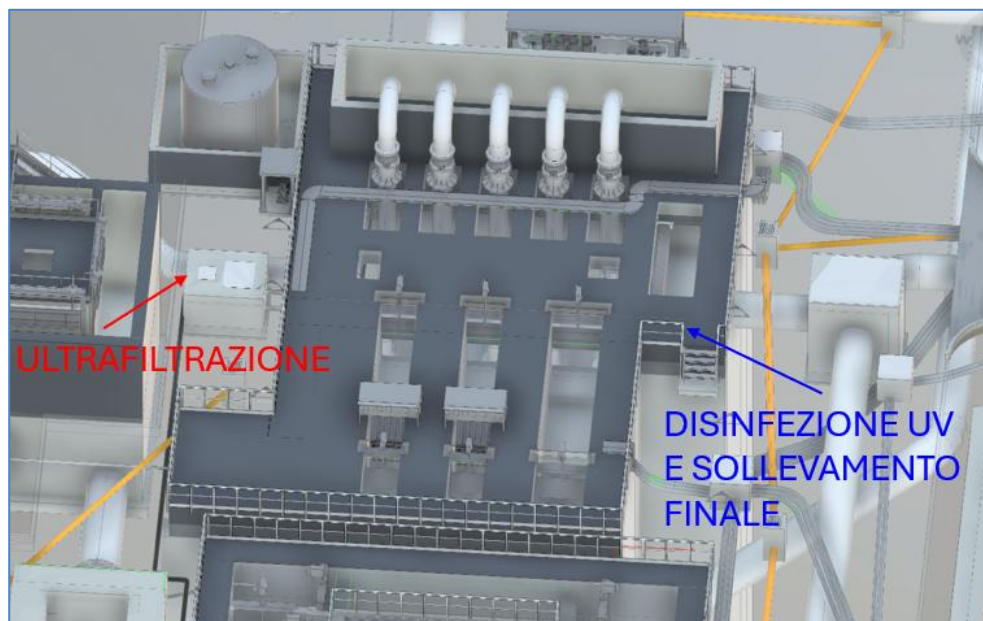 ULTRAFILTRAZIONE
DISINFEZIONE UV
E SOLLEVAMENTO
FINALE